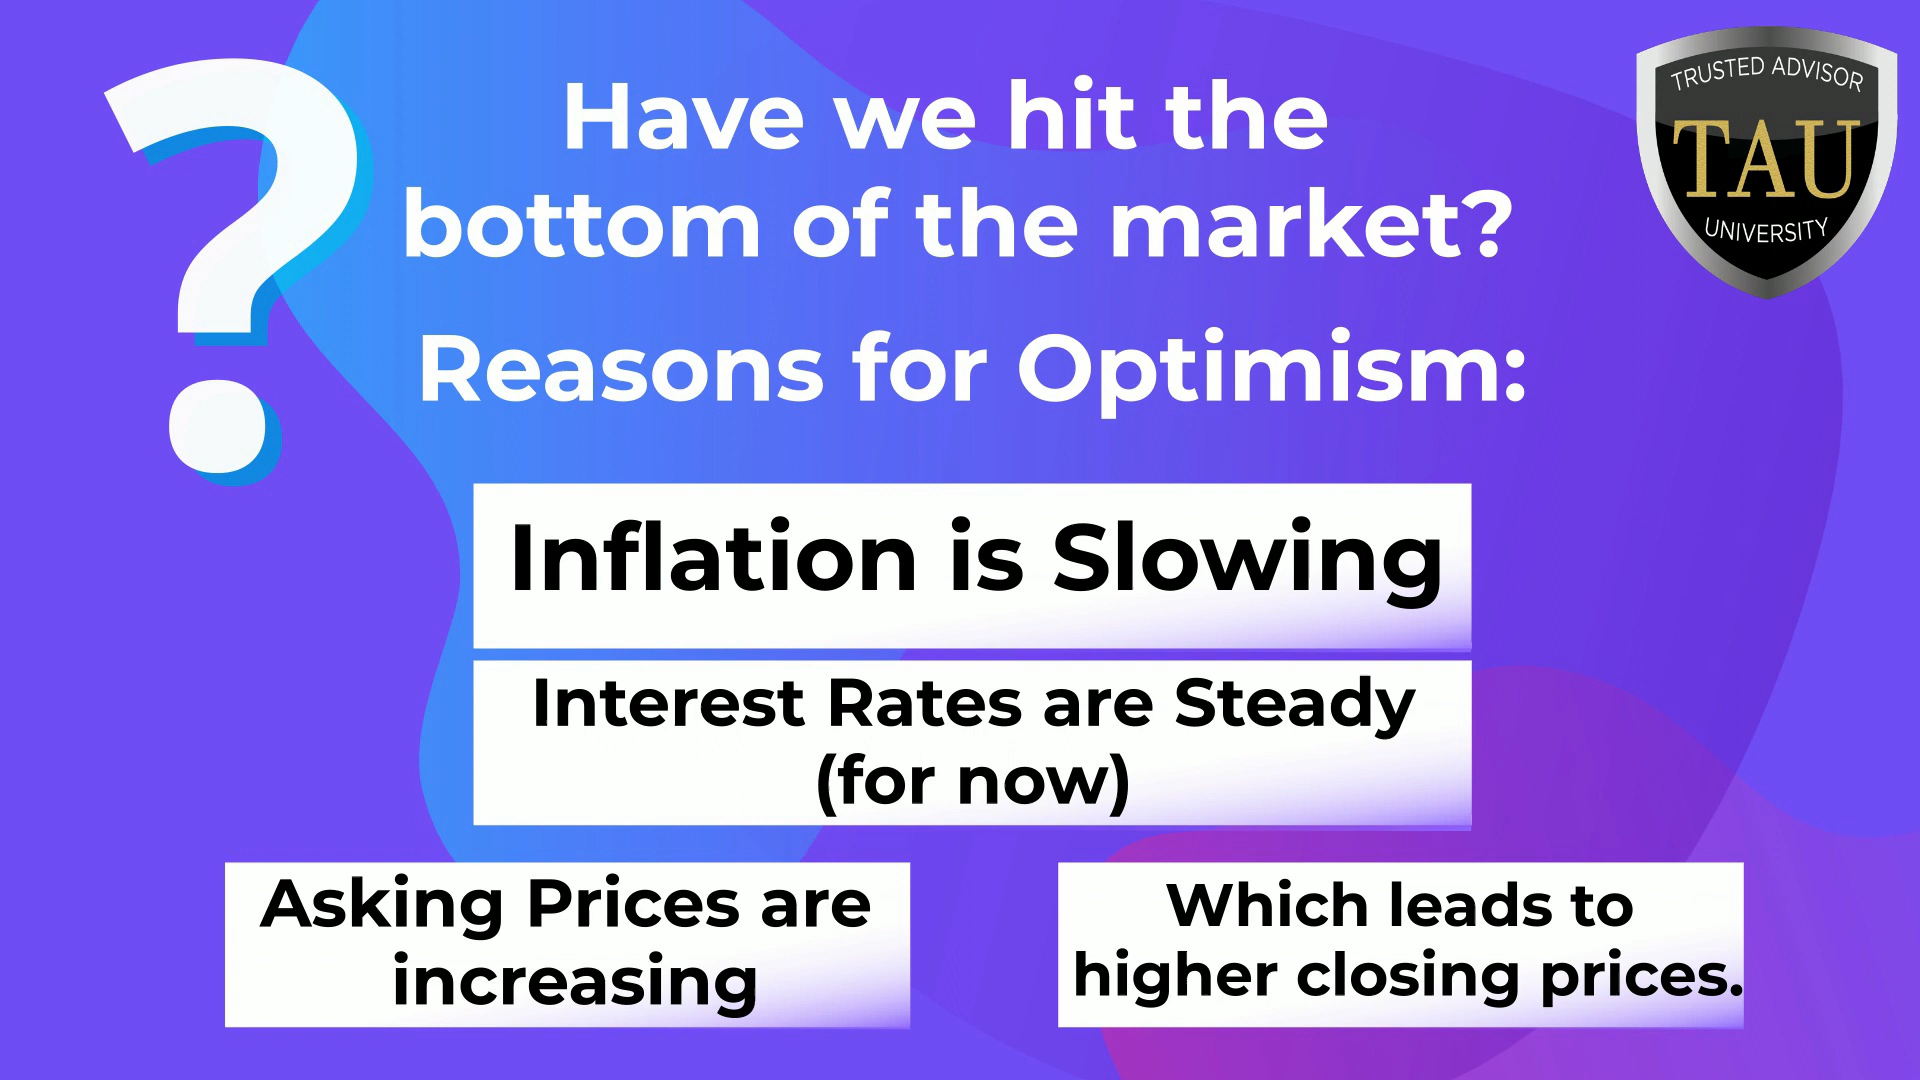 ?
Have we hit the
bottom of the market?
Reasons for Optimism:
TRUSTED ADVISOR
TAU
UNIVERSITY
Inflation is Slowing
Interest Rates are Steady
(for now)
Asking Prices are
increasing
Which leads to
higher closing prices.